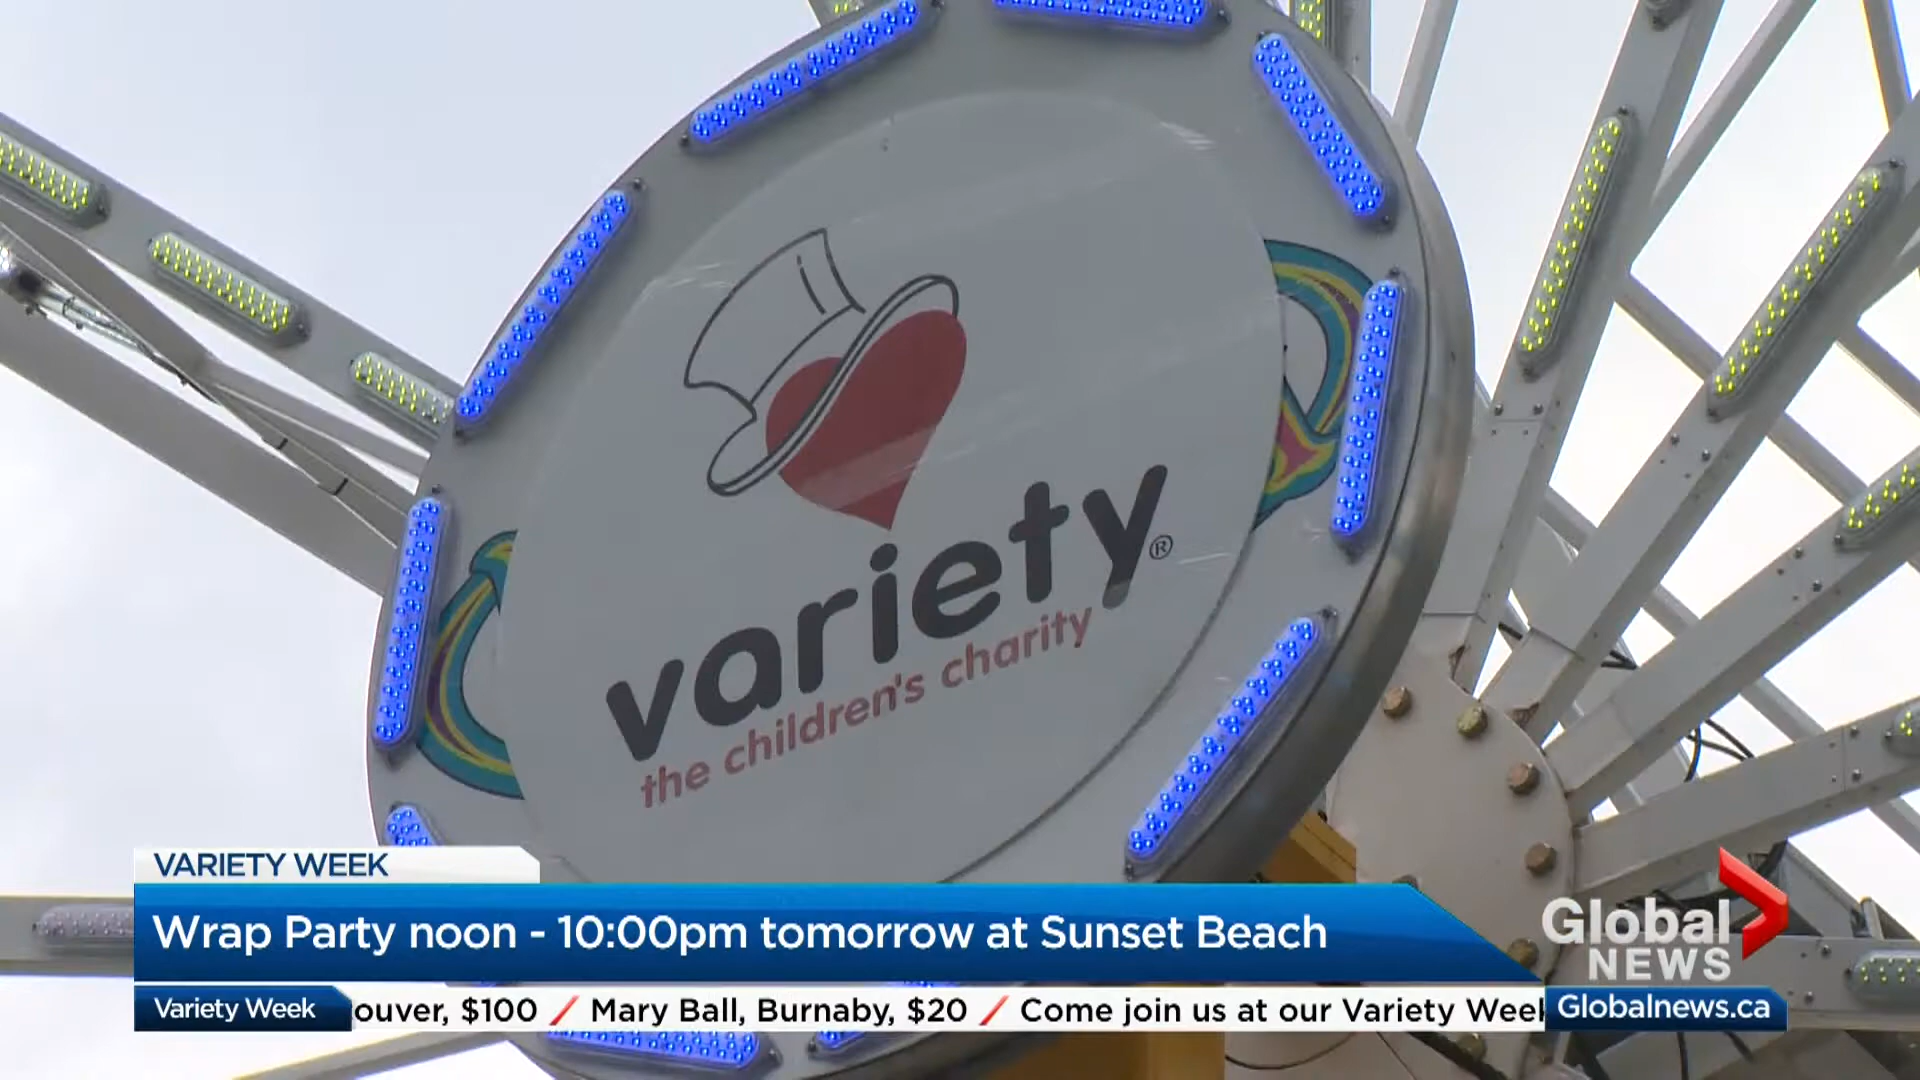 variety®
the children's charity
VARIETY WEEK
Wrap Party noon - 10:00pm tomorrow at Sunset Beach
Global
NEWS
Variety Week
ouver, $100 / Mary Ball, Burnaby, $20 / Come join us at our Variety Week
Globalnews.ca